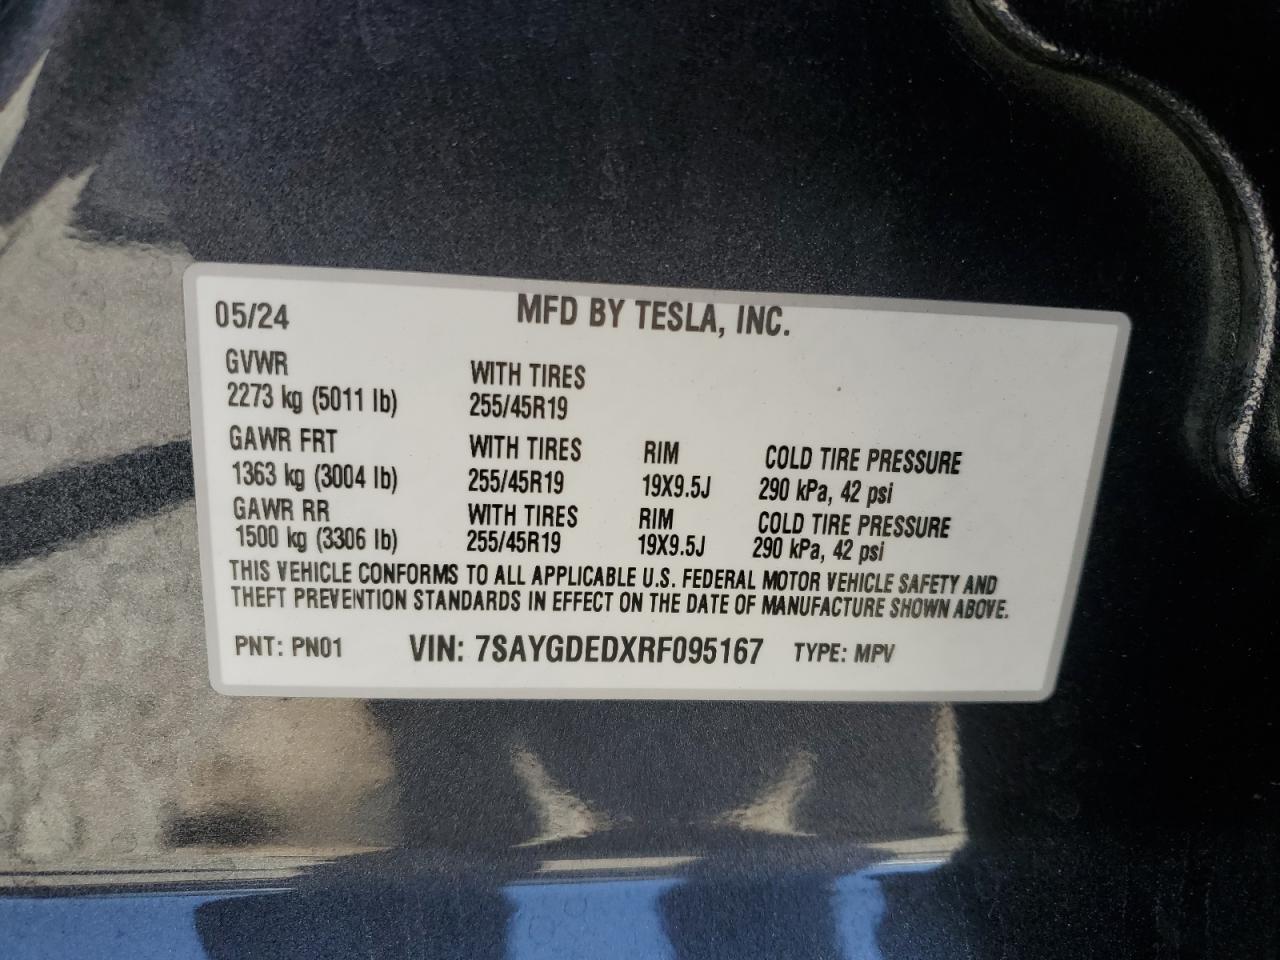 05/24 MFD BY TESLA, INC.
GVWR WITH TIRES
2273 kg (5011 lb) 255/45R19
GAWR FRT WITH TIRES RIM COLD TIRE PRESSURE
1363 kg (3004 lb) 255/45R19 19X9.5J 290 kPa, 42 psi
GAWR RR WITH TIRES RIM COLD TIRE PRESSURE
1500 kg (3306 lb) 255/45R19 19X9.5J 290 kPa, 42 psi
THIS VEHICLE CONFORMS TO ALL APPLICABLE U.S. FEDERAL MOTOR VEHICLE SAFETY AND
THEFT PREVENTION STANDARDS IN EFFECT ON THE DATE OF MANUFACTURE SHOWN ABOVE.
PNT: PN01 VIN: 7SAYGDEDXRF095167 TYPE: MPV